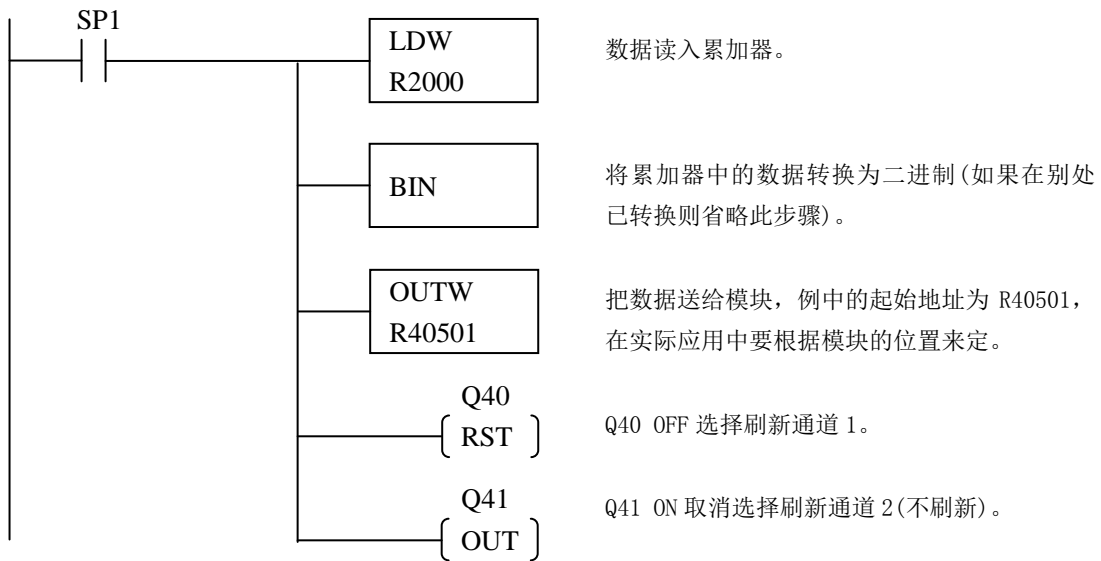 SP1
LDW
R2000
数据读入累加器。
BIN
将累加器中的数据转换为二进制(如果在别处
已转换则省略此步骤)。
OUTW
R40501
把数据送给模块，例中的起始地址为 R40501，
在实际应用中要根据模块的位置来定。
Q40
RST
Q40 OFF 选择刷新通道 1。
Q41
OUT
Q41 ON 取消选择刷新通道 2(不刷新)。